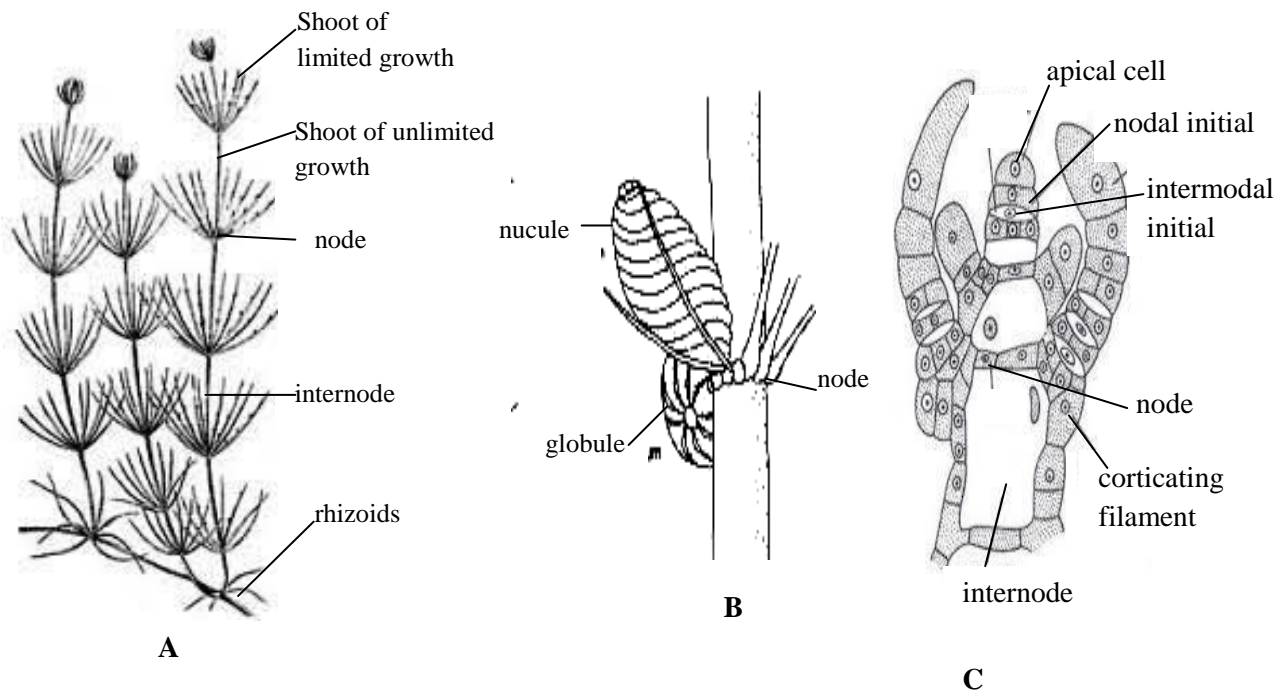 Shoot of
limited growth
Shoot of unlimited
growth
node
internode
rhizoids
A
nucule
globule
node
B
apical cell
nodal initial
intermodal
initial
node
corticating
filament
internode
C